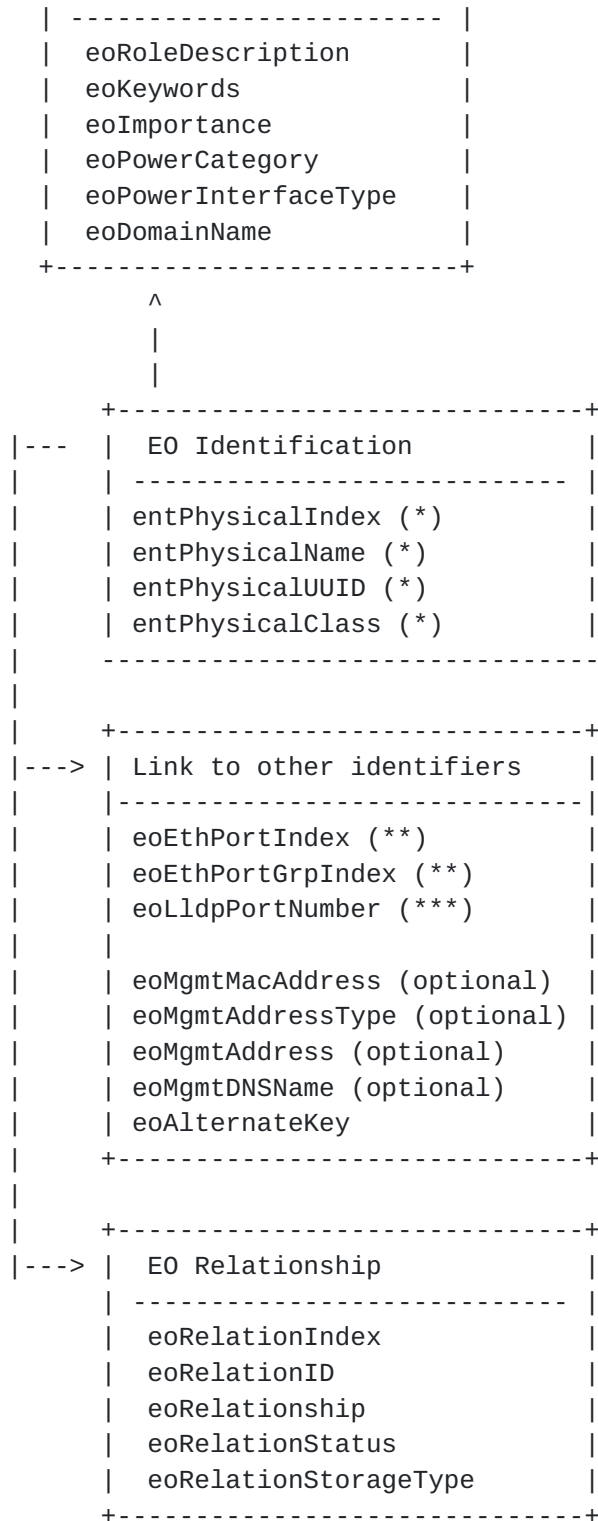 | ------------------------ |
| eoRoleDescription |
| eoKeywords |
| eoImportance |
| eoPowerCategory |
| eoPowerInterfaceType |
| eoDomainName |
+--------------------------+
^
|
|
+------------------------------+
|--- | EO Identification |
| | ---------------------------- |
| | entPhysicalIndex (*) |
| | entPhysicalName (*) |
| | entPhysicalUUID (*) |
| | entPhysicalClass (*) |
| --------------------------------
|
| +------------------------------+
|---> | Link to other identifiers |
| |------------------------------|
| | eoEthPortIndex (**) |
| | eoEthPortGrpIndex (**) |
| | eoLldpPortNumber (***) |
| | |
| | eoMgmtMacAddress (optional) |
| | eoMgmtAddressType (optional) |
| | eoMgmtAddress (optional) |
| | eoMgmtDNSName (optional) |
| | eoAlternateKey |
| +------------------------------+
|
| +------------------------------+
|---> | EO Relationship |
| ---------------------------- |
| eoRelationIndex |
| eoRelationID |
| eoRelationship |
| eoRelationStatus |
| eoRelationStorageType |
+------------------------------+